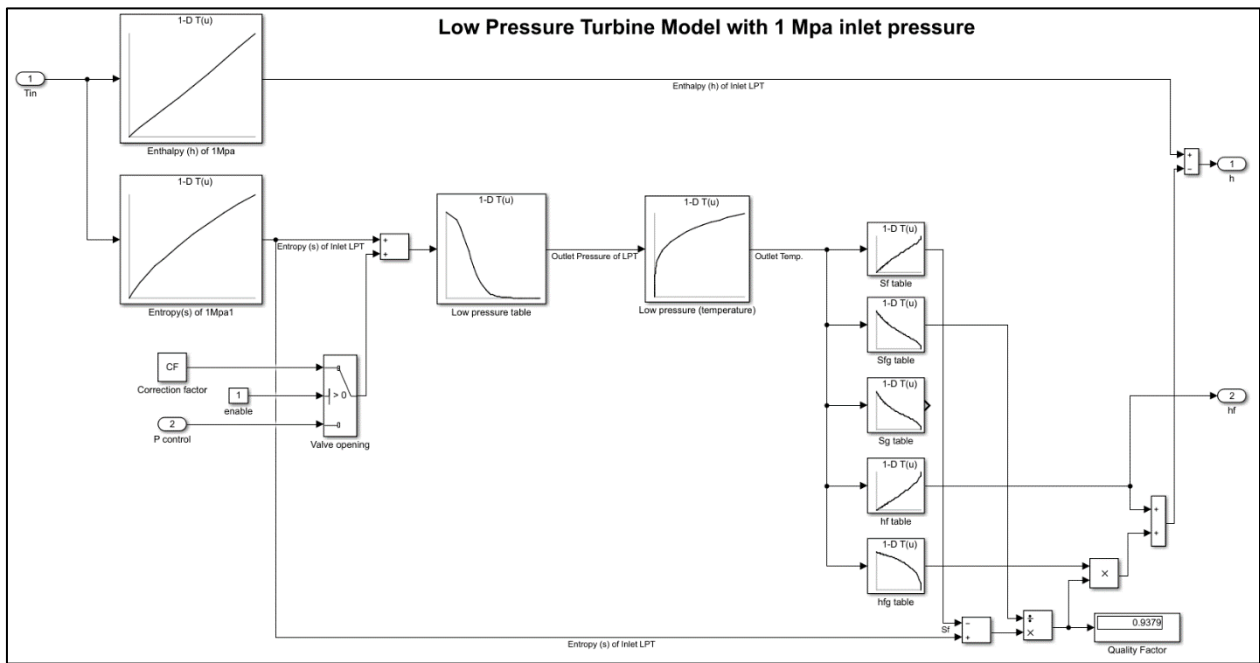 Low Pressure Turbine Model with 1 Mpa inlet pressure
1-D T(u)
1
Tin
Enthalpy (h) of Inlet LPT
Enthalpy (h) of 1Mpa
+
−
1
h
1-D T(u)
1-D T(u)
1-D T(u)
1-D T(u)
Entropy (s) of Inlet LPT
+
+
Outlet Pressure of LPT
Outlet Temp.
Sf table
Entropy(s) of 1Mpa1
Low pressure table
Low pressure (temperature)
1-D T(u)
Sfg table
CF
Correction factor
1
enable
> 0
2
P control
Valve opening
1-D T(u)
Sg table
2
hf
1-D T(u)
hf table
+
+
1-D T(u)
hfg table
×
Sf
−
+
÷
×
0.9379
Quality Factor
Entropy (s) of Inlet LPT